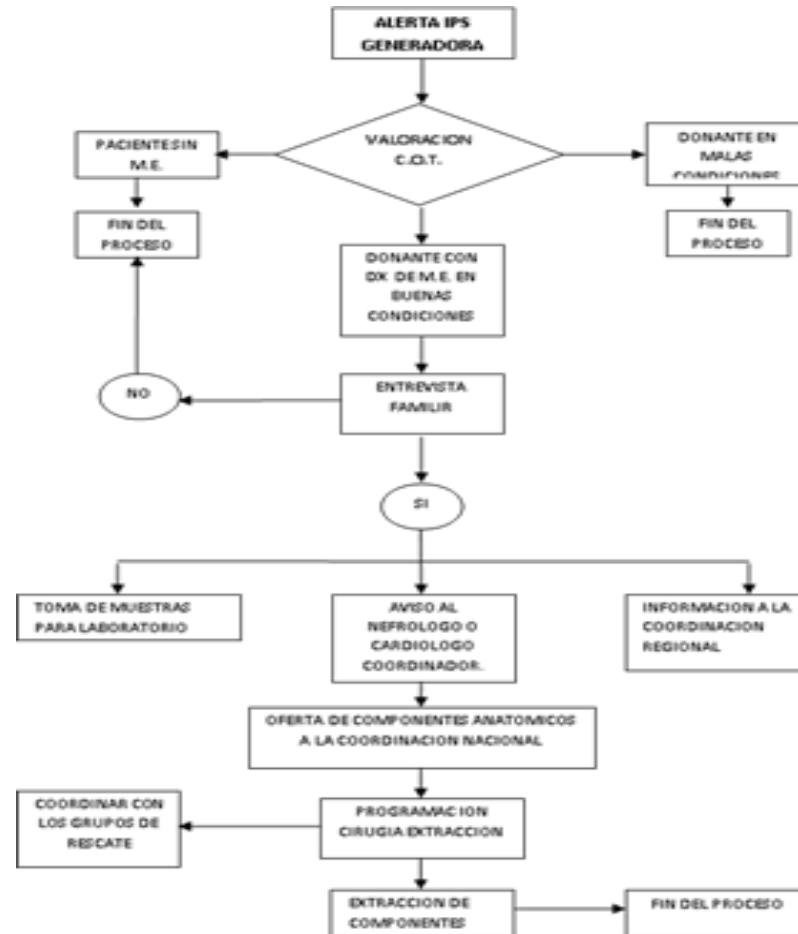 ALERTA IPS
GENERADORA
VALORACION
C.O.T.
PACIENTE SIN
M.E.
DONANTE EN
MALAS
CONDICIONES
FIN DEL
PROCESO
FIN DEL
PROCESO
DONANTE CON
DX DE M.E. EN
BUENAS
CONDICIONES
NO
ENTREVISTA
FAMILIR
SI
TOMA DE MUESTRAS
PARA LABORATORIO
AVISO AL
NEFROLOGO O
CARDIOLOGO
COORDINADOR.
INFORMACION A LA
COORDINACION
REGIONAL
OFERTA DE COMPONENTES ANATOMICOS
A LA COORDINACION NACIONAL
COORDINAR CON
LOS GRUPOS DE
RESCATE
PROGRAMACION
CIRUGIA EXTRACCION
EXTRACCION DE
COMPONENTES
FIN DEL PROCESO